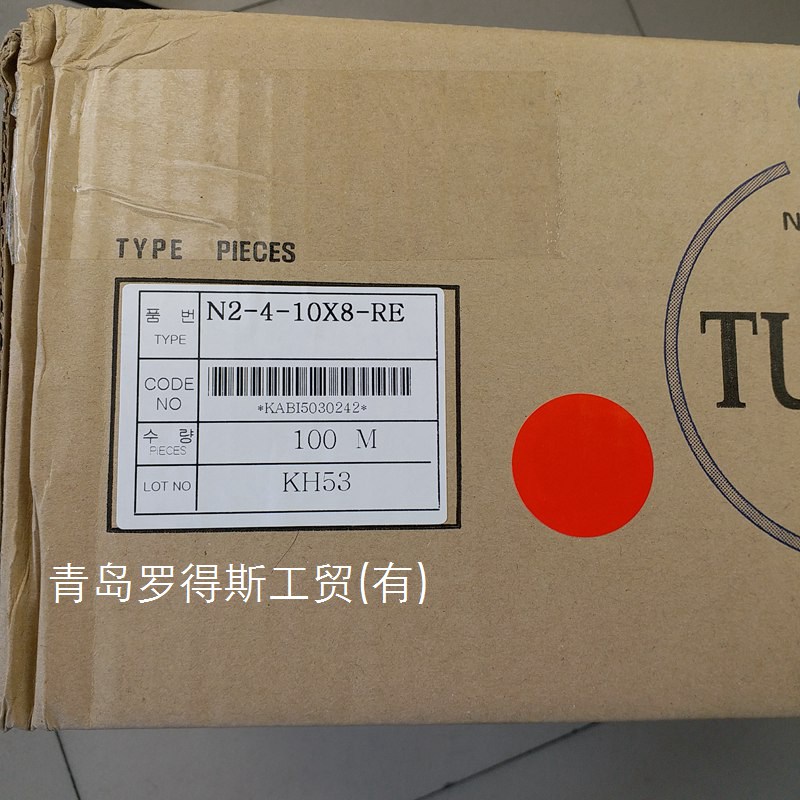 TYPE PIECES
품 번 N2-4-10X8-RE
TYPE
CODE
NO
*KABI5030242*
수 량
PIECES
100 M
LOT NO KH53
青岛罗得斯工贸(有)
N
TU